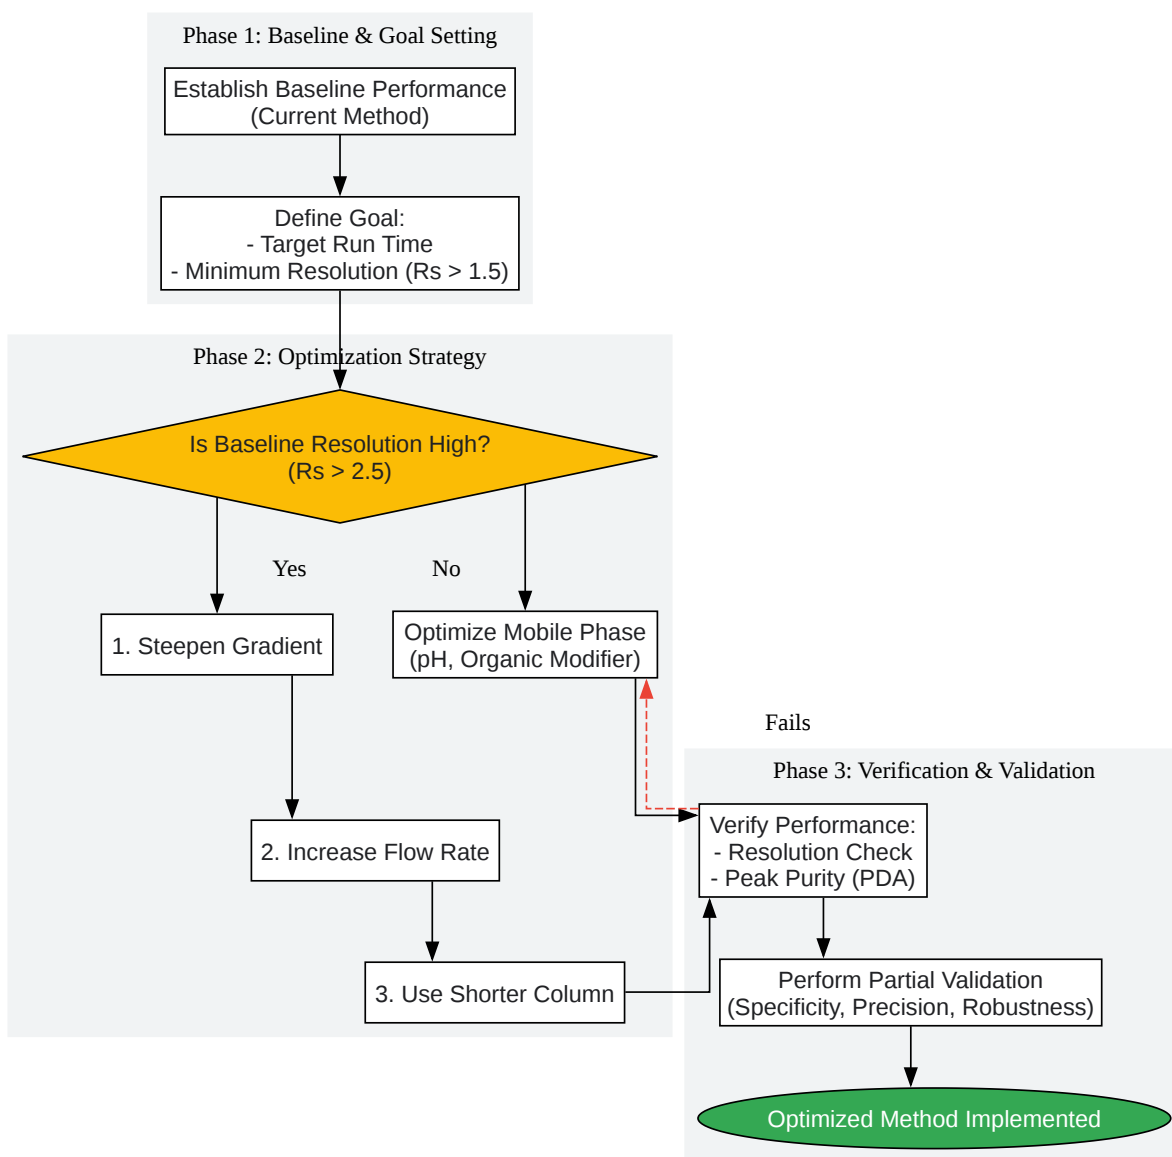 Phase 1: Baseline & Goal Setting
Establish Baseline Performance
(Current Method)
Define Goal:
- Target Run Time
- Minimum Resolution (Rs > 1.5)
Phase 2: Optimization Strategy
Is Baseline Resolution High?
(Rs > 2.5)
Yes
No
1. Steepen Gradient
Optimize Mobile Phase
(pH, Organic Modifier)
Fails
Phase 3: Verification & Validation
2. Increase Flow Rate
Verify Performance:
- Resolution Check
- Peak Purity (PDA)
3. Use Shorter Column
Perform Partial Validation
(Specificity, Precision, Robustness)
Optimized Method Implemented